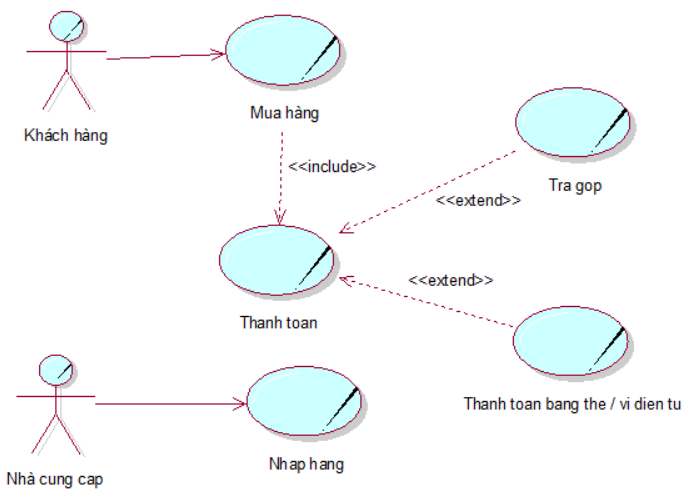 Khách hàng
Mua hàng
<<include>>
Tra gop
<<extend>>
Thanh toan
<<extend>>
Thanh toan bang the / vi dien tu
Nhà cung cap
Nhap hang